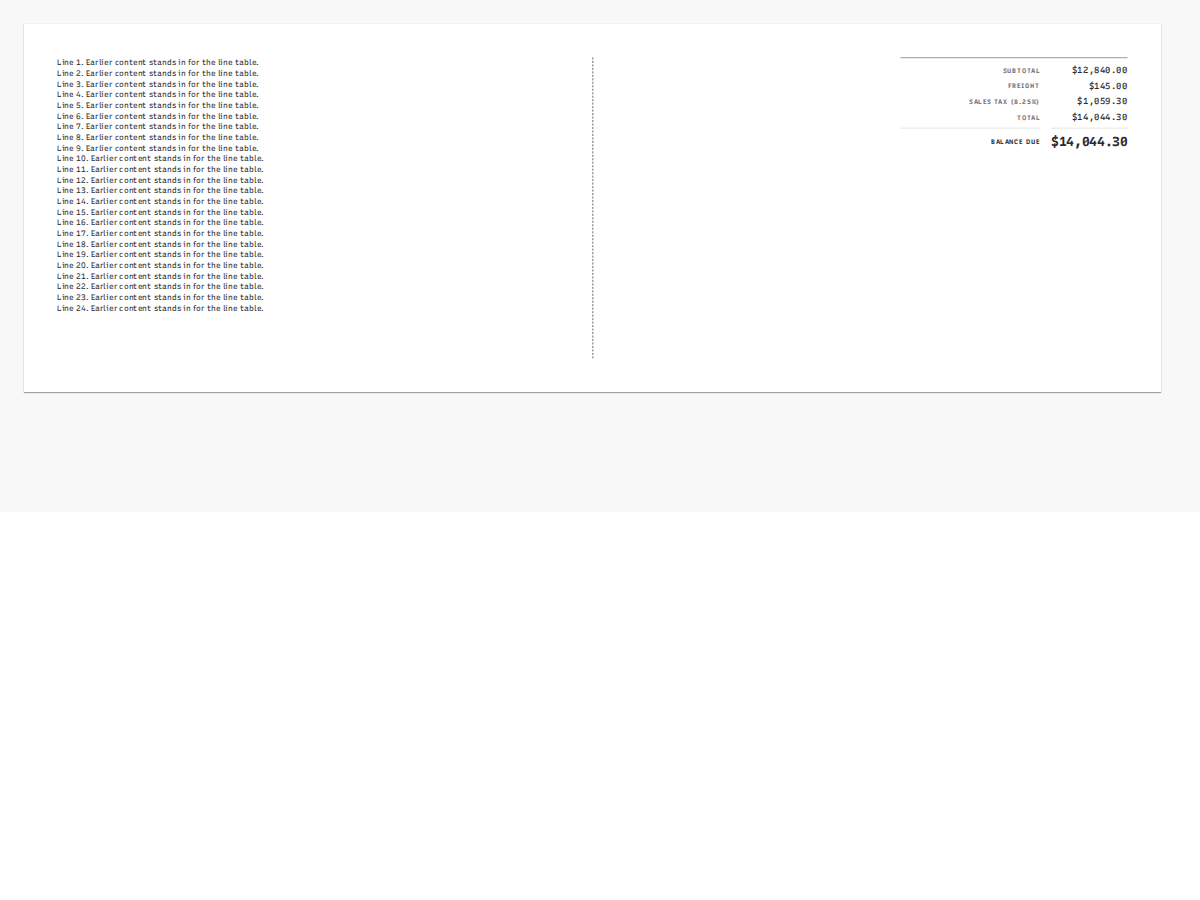 Line 1. Earlier content stands in for the line table.
Line 2. Earlier content stands in for the line table.
Line 3. Earlier content stands in for the line table.
Line 4. Earlier content stands in for the line table.
Line 5. Earlier content stands in for the line table.
Line 6. Earlier content stands in for the line table.
Line 7. Earlier content stands in for the line table.
Line 8. Earlier content stands in for the line table.
Line 9. Earlier content stands in for the line table.
Line 10. Earlier content stands in for the line table.
Line 11. Earlier content stands in for the line table.
Line 12. Earlier content stands in for the line table.
Line 13. Earlier content stands in for the line table.
Line 14. Earlier content stands in for the line table.
Line 15. Earlier content stands in for the line table.
Line 16. Earlier content stands in for the line table.
Line 17. Earlier content stands in for the line table.
Line 18. Earlier content stands in for the line table.
Line 19. Earlier content stands in for the line table.
Line 20. Earlier content stands in for the line table.
Line 21. Earlier content stands in for the line table.
Line 22. Earlier content stands in for the line table.
Line 23. Earlier content stands in for the line table.
Line 24. Earlier content stands in for the line table.
SUBTOTAL $12,840.00
FREIGHT $145.00
SALES TAX (8.25%) $1,059.30
TOTAL $14,044.30
BALANCE DUE $14,044.30